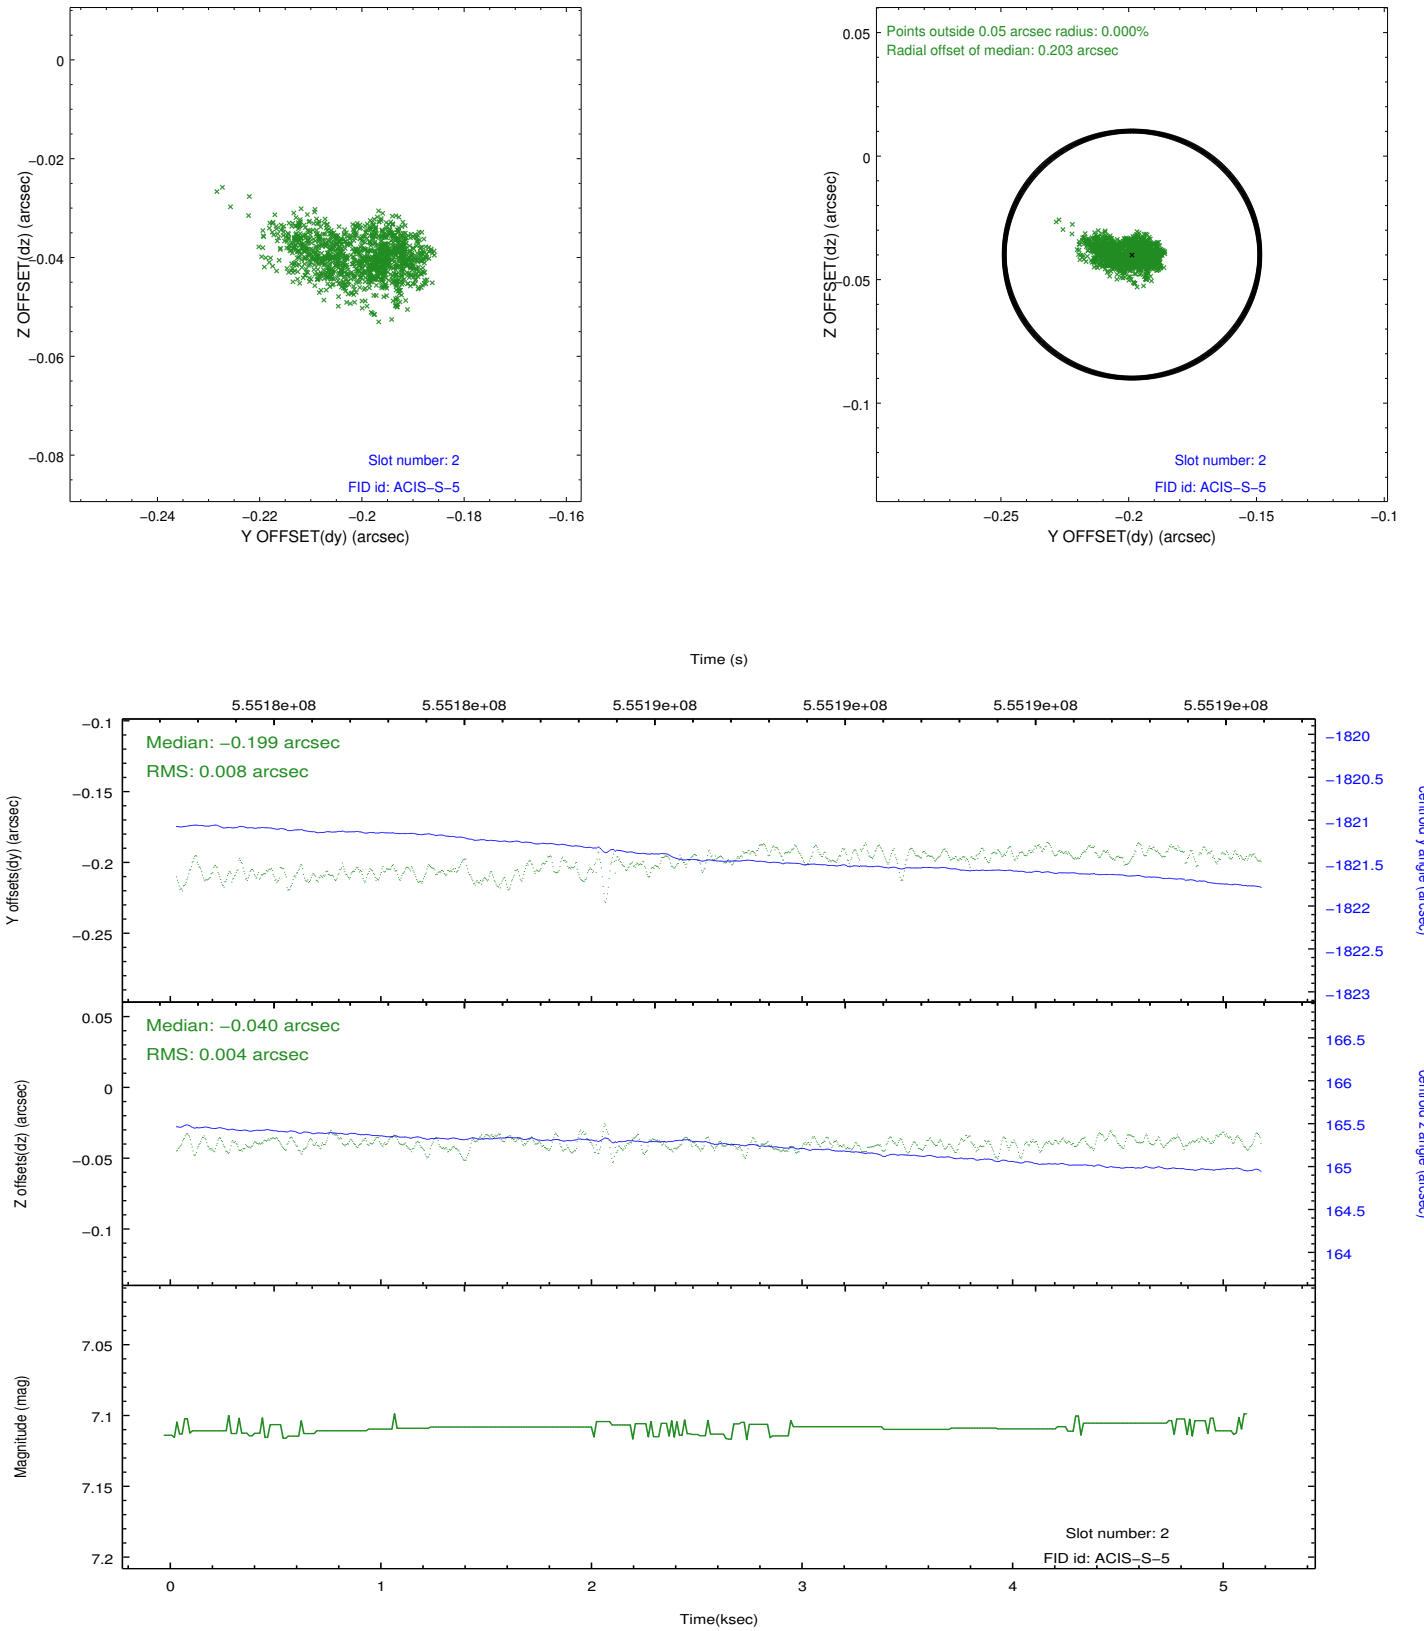 0
−0.02
−0.04
−0.06
−0.08
Z OFFSET(dz) (arcsec)
Slot number: 2
FID id: ACIS−S−5
−0.24
−0.22
−0.2
−0.18
−0.16
Y OFFSET(dy) (arcsec)
Points outside 0.05 arcsec radius: 0.000%
Radial offset of median: 0.203 arcsec
0.05
0
−0.05
−0.1
Z OFFSET(dz) (arcsec)
Slot number: 2
FID id: ACIS−S−5
−0.25
−0.2
−0.15
−0.1
Y OFFSET(dy) (arcsec)
Time (s)
5.5518e+08
5.5518e+08
5.5519e+08
5.5519e+08
5.5519e+08
5.5519e+08
Median: −0.199 arcsec
RMS: 0.008 arcsec
−0.1
−0.15
−0.2
−0.25
Y offsets(dy) (arcsec)
−1820
−1820.5
−1821
−1821.5
−1822
−1822.5
−1823
centroid y angle (arcsec)
Median: −0.040 arcsec
RMS: 0.004 arcsec
0.05
0
−0.05
−0.1
Z offsets(dz) (arcsec)
166.5
166
165.5
165
164.5
164
centroid z angle (arcsec)
7.05
7.1
7.15
7.2
Magnitude (mag)
Slot number: 2
FID id: ACIS−S−5
0
1
2
3
4
5
Time(ksec)